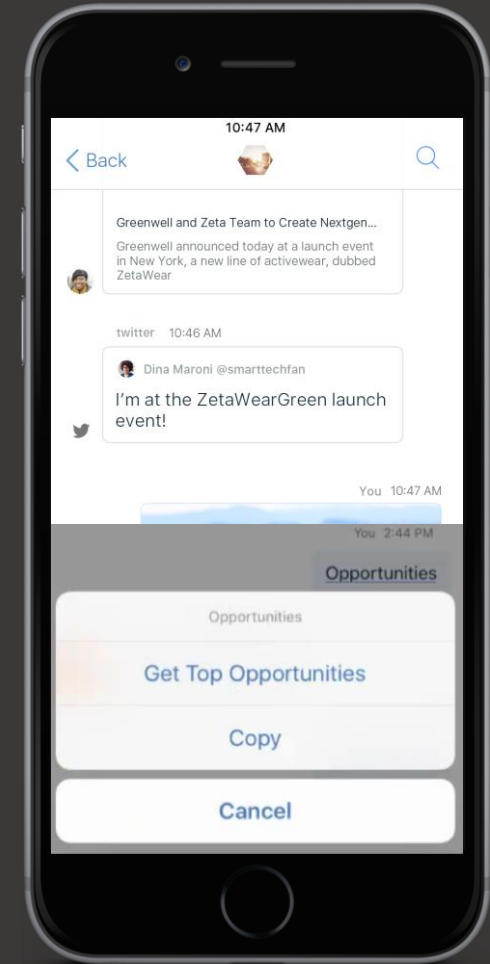 10:47 AM
Back
Greenwell and Zeta Team to Create Nextgen...
Greenwell announced today at a launch event
in New York, a new line of activewear, dubbed
ZetaWear
twitter 10:46 AM
Dina Maroni @smarttechfan
I'm at the ZetaWearGreen launch
event!
You 10:47 AM
You 2:44 PM
Opportunities
Opportunities
Get Top Opportunities
Copy
Cancel